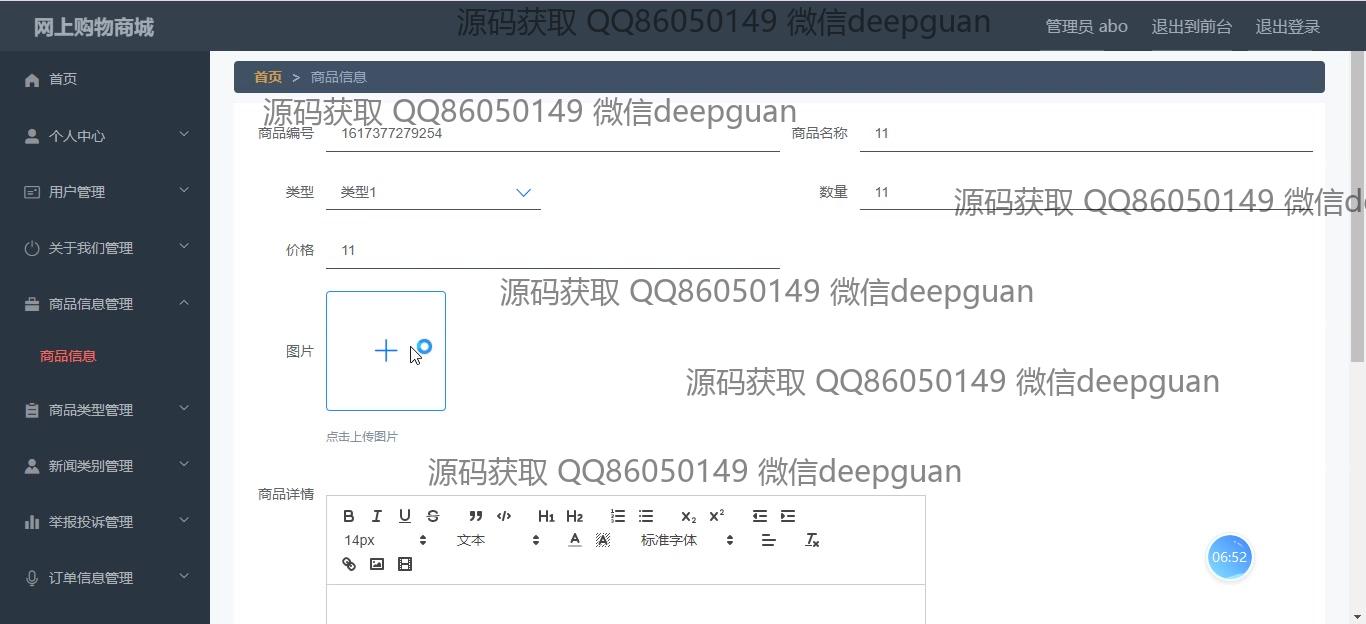 网上购物商城
源码获取 QQ86050149 微信deepguan
管理员 abo
退出到前台
退出登录
首页
个人中心
用户管理
关于我们管理
商品信息管理
商品信息
商品类型管理
新闻类别管理
举报投诉管理
订单信息管理
首页 > 商品信息
源码获取 QQ86050149 微信deepguan
商品编号 1617377279254
商品名称 11
类型 类型1
数量 11
源码获取 QQ86050149 微信de
价格 11
源码获取 QQ86050149 微信deepguan
图片
源码获取 QQ86050149 微信deepguan
点击上传图片
源码获取 QQ86050149 微信deepguan
商品详情
B I U S H1 H2 X2 X2
14px 文本 A A 标准字体 Tx
06:52